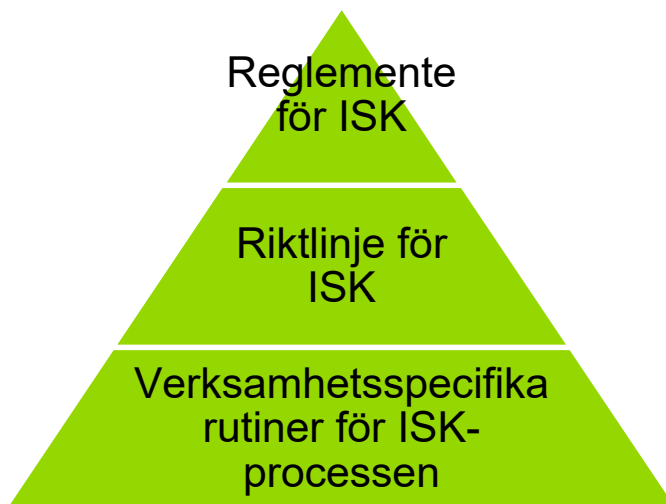 Reglemente
för ISK
Riktlinje för
ISK
Verksamhetsspecifika
rutiner för ISK-
processen